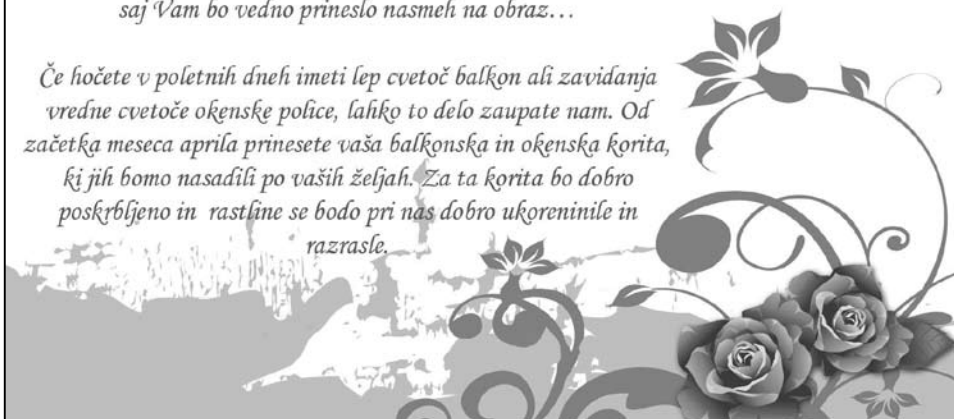 saj Vam bo vedno prineslo nasmeh na obraz…
Če hočete v poletnih dneh imeti lep cvetoč balkon ali zavidanja
vredne cvetoče okenske police, lahko to delo zaupate nam. Od
začetka meseca aprila prinesete vaša balkonska in okenska korita,
ki jih bomo nasadili po vaših željah. Za ta korita bo dobro
poskrbljeno in rastline se bodo pri nas dobro ukoreninile in
razrasle.